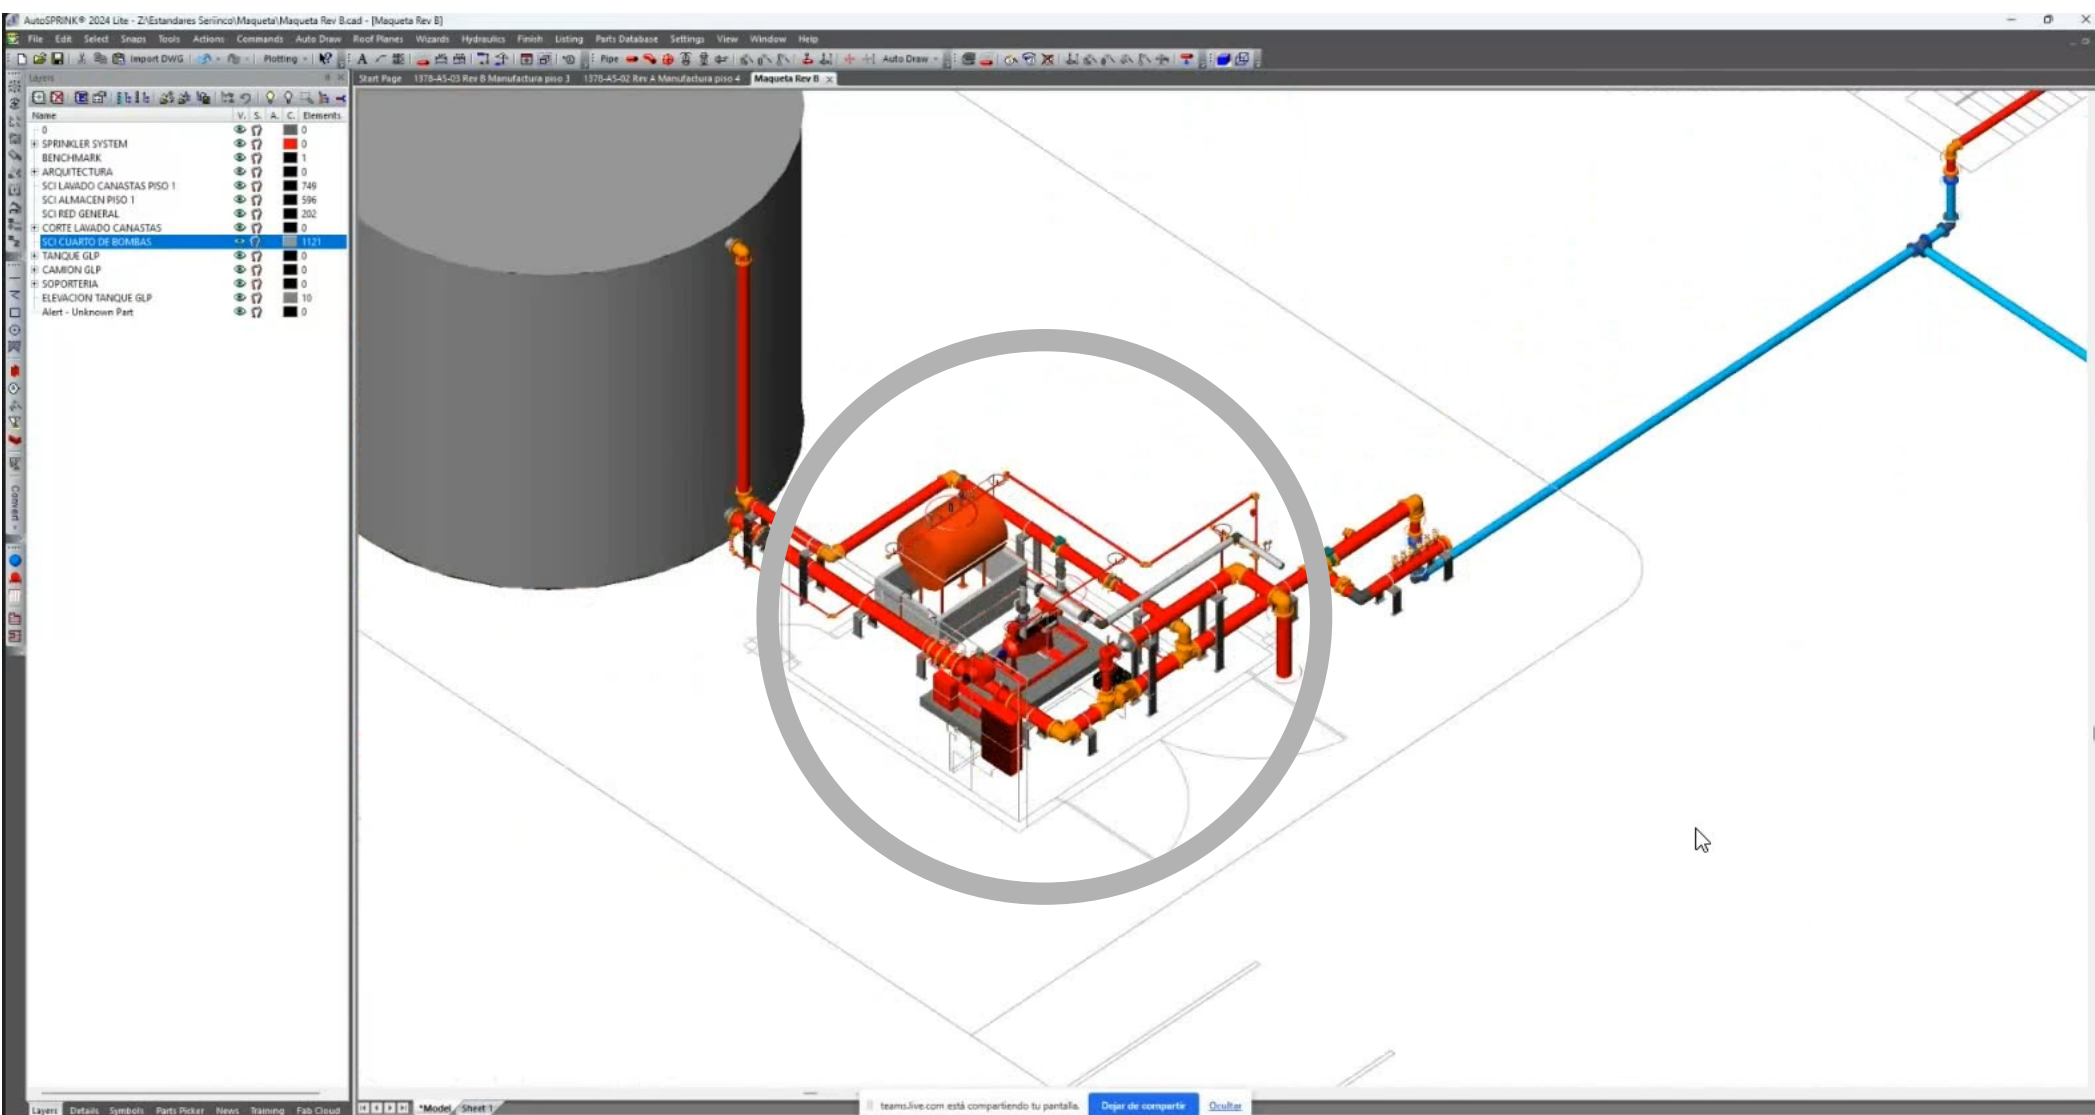 AutoSPRINK® 2024 Lite - Z:\Estandares Seriinco\Maqueta\Maqueta Rev B.cad - [Maqueta Rev B]
File Edit Select Snaps Tools Actions Commands Auto Draw Roof Planes Wizards Hydraulics Finish Listing Parts Database Settings View Window Help
Import DWG Plotting Pipe Auto Draw
Layers
Start Page 1378-AS-03 Rev B Manufactura piso 3 1378-AS-02 Rev A Manufactura piso 4 Maqueta Rev B x
Name V. S. A. C. Elements
0 0
SPRINKLER SYSTEM 0
BENCHMARK 1
ARQUITECTURA 0
SCI LAVADO CANASTAS PISO 1 749
SCI ALMACEN PISO 1 596
SCI RED GENERAL 202
CORTE LAVADO CANASTAS 0
SCI CUARTO DE BOMBAS 1121
TANQUE GLP 0
CAMION GLP 0
SOPORTERIA 0
ELEVACION TANQUE GLP 10
Alert - Unknown Part 0
Convert
Layers Details Symbols Parts Picker News Training Fab Cloud
*Model Sheet 1
teams.live.com está compartiendo tu pantalla. Dejar de compartir Ocultar